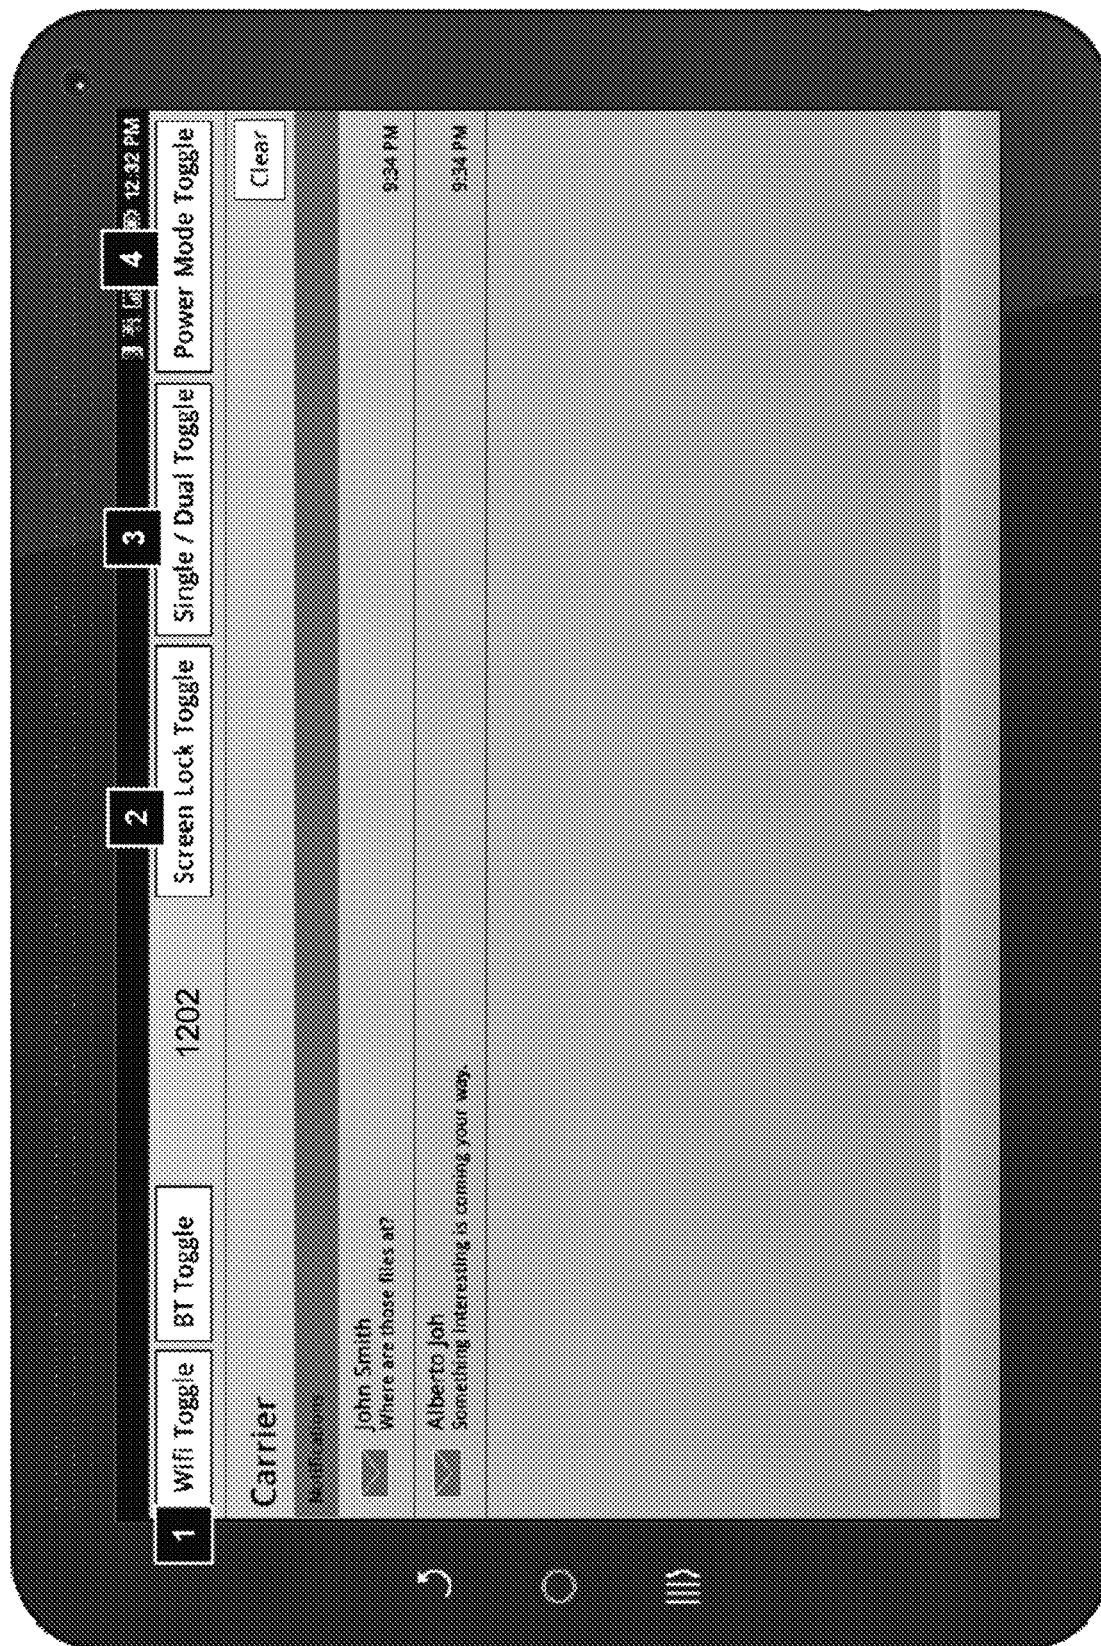 12:32 PM
1
2
3
4
Wifi Toggle
BT Toggle
1202
Screen Lock Toggle
Single / Dual Toggle
Power Mode Toggle
Carrier
Clear
Notifications
John Smith
9:34 PM
Where are those files at?
Alberto Joh
9:34 PM
Something interesting is coming your way.